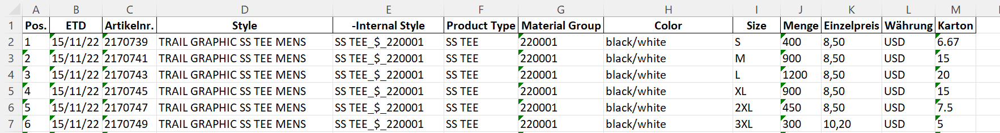 A B C D E F G H I J K L M
1 Pos. ETD Artikelnr. Style -Internal Style Product Type Material Group Color Size Menge Einzelpreis Währung Karton
2 1 15/11/22 2170739 TRAIL GRAPHIC SS TEE MENS SS TEE_$_220001 SS TEE 220001 black/white S 400 8,50 USD 6.67
3 2 15/11/22 2170741 TRAIL GRAPHIC SS TEE MENS SS TEE_$_220001 SS TEE 220001 black/white M 900 8,50 USD 15
4 3 15/11/22 2170743 TRAIL GRAPHIC SS TEE MENS SS TEE_$_220001 SS TEE 220001 black/white L 1200 8,50 USD 20
5 4 15/11/22 2170745 TRAIL GRAPHIC SS TEE MENS SS TEE_$_220001 SS TEE 220001 black/white XL 900 8,50 USD 15
6 5 15/11/22 2170747 TRAIL GRAPHIC SS TEE MENS SS TEE_$_220001 SS TEE 220001 black/white 2XL 450 8,50 USD 7.5
7 6 15/11/22 2170749 TRAIL GRAPHIC SS TEE MENS SS TEE_$_220001 SS TEE 220001 black/white 3XL 300 10,20 USD 5